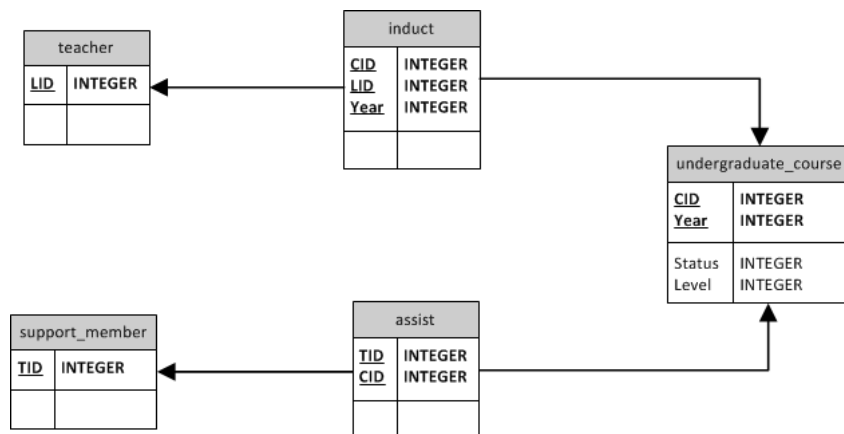 teacher
LID INTEGER
induct
CID INTEGER
LID INTEGER
Year INTEGER
undergraduate_course
CID INTEGER
Year INTEGER
Status INTEGER
Level INTEGER
support_member
TID INTEGER
assist
TID INTEGER
CID INTEGER